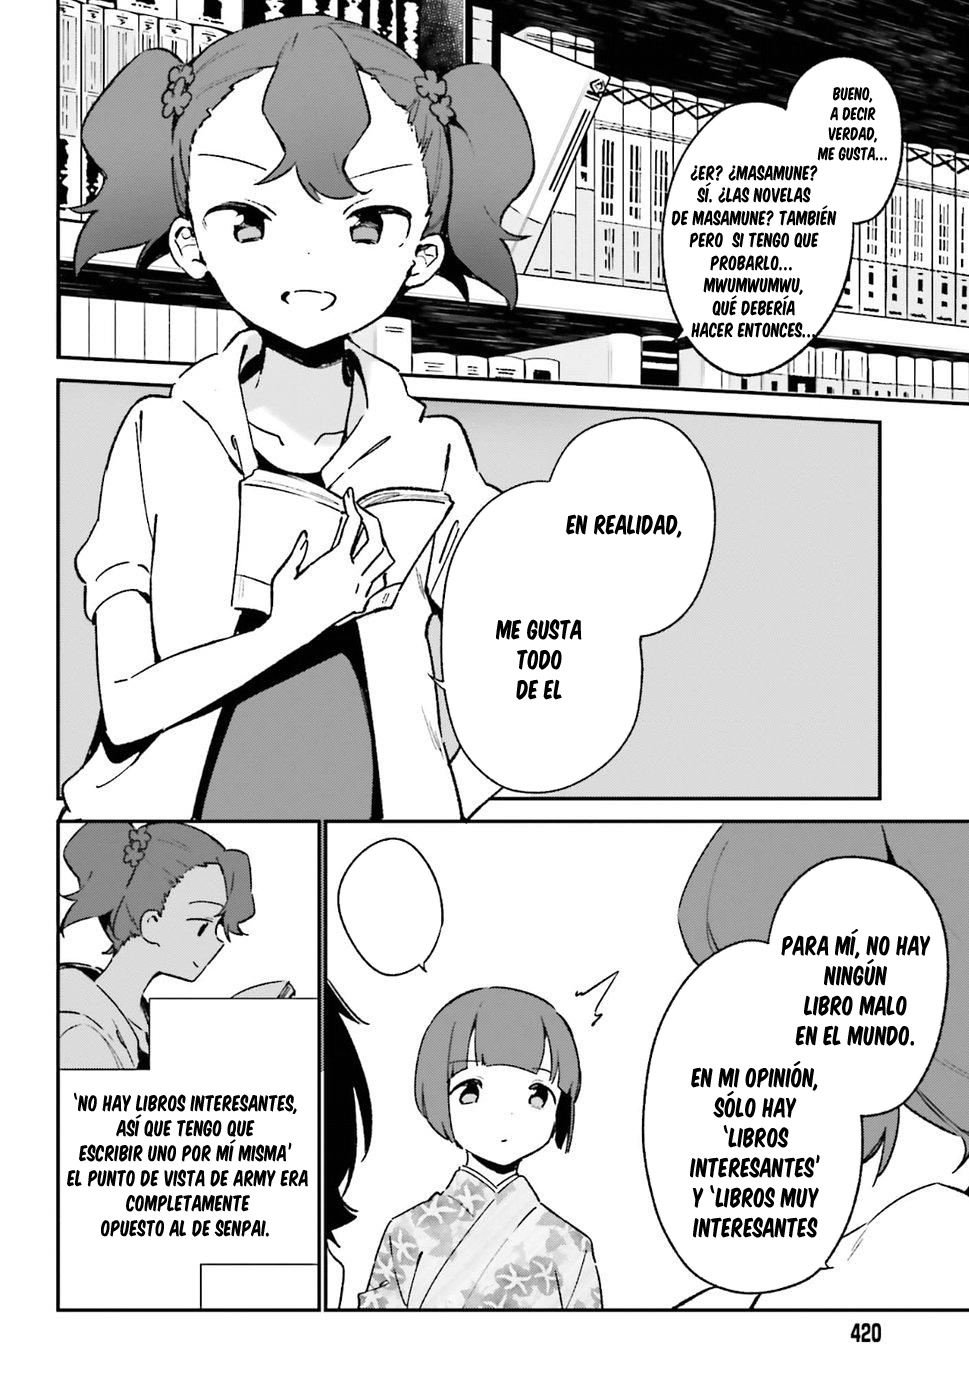 BUENO,
A DECIR
VERDAD,
ME GUSTA...
¿ER? ¿MASAMUNE?
SÍ. ¿LAS NOVELAS
DE MASAMUNE? TAMBIÉN
PERO SI TENGO QUE
PROBARLO...
MWUMWUMWU,
QUÉ DEBERÍA
HACER ENTONCES...
EN REALIDAD,
ME GUSTA
TODO
DE EL
PARA MÍ, NO HAY
NINGÚN
LIBRO MALO
EN EL MUNDO.
EN MI OPINIÓN,
SÓLO HAY
'LIBROS
INTERESANTES'
Y 'LIBROS MUY
INTERESANTES
'NO HAY LIBROS INTERESANTES,
ASÍ QUE TENGO QUE
ESCRIBIR UNO POR MÍ MISMA'
EL PUNTO DE VISTA DE ARMY ERA
COMPLETAMENTE
OPUESTO AL DE SENPAI.
420